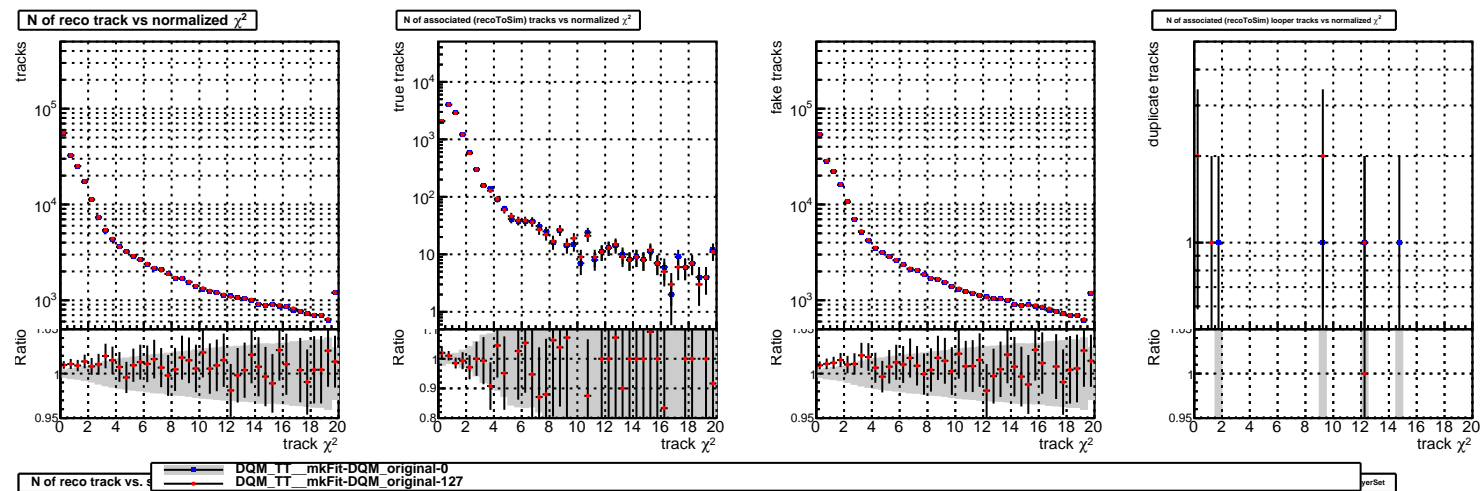 N of reco track vs normalized χ²
N of associated (recoToSim) tracks vs normalized χ²
N of associated (recoToSim) looper tracks vs normalized χ²
tracks
10⁵
10⁴
10³
Ratio
1
0.95
0 2 4 6 8 10 12 14 16 18 20
track χ²
true tracks
10⁴
10³
10²
10
1
Ratio
1
0.9
0.8
0 2 4 6 8 10 12 14 16 18 20
track χ²
fake tracks
10⁵
10⁴
10³
Ratio
1
0.95
0 2 4 6 8 10 12 14 16 18 20
track χ²
duplicate tracks
1
Ratio
1
0.95
0 2 4 6 8 10 12 14 16 18 20
track χ²
N of reco track vs. s
DQM_TT__mkFit-DQM_original-0
DQM_TT__mkFit-DQM_original-127
yerSet